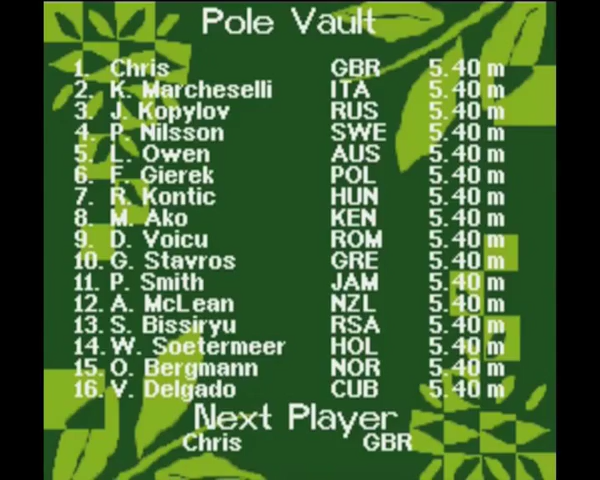 Pole Vault
1. Chris GBR 5.40 m
2. K. Marcheselli ITA 5.40 m
3. J. Kopylov RUS 5.40 m
4. P. Nilsson SWE 5.40 m
5. L. Owen AUS 5.40 m
6. F. Gierek POL 5.40 m
7. R. Kontic HUN 5.40 m
8. M. Ako KEN 5.40 m
9. D. Voicu ROM 5.40 m
10. G. Stavros GRE 5.40 m
11. P. Smith JAM 5.40 m
12. A. McLean NZL 5.40 m
13. S. Bissiryu RSA 5.40 m
14. W. Soetermeer HOL 5.40 m
15. O. Bergmann NOR 5.40 m
16. V. Delgado CUB 5.40 m
Next Player
Chris GBR